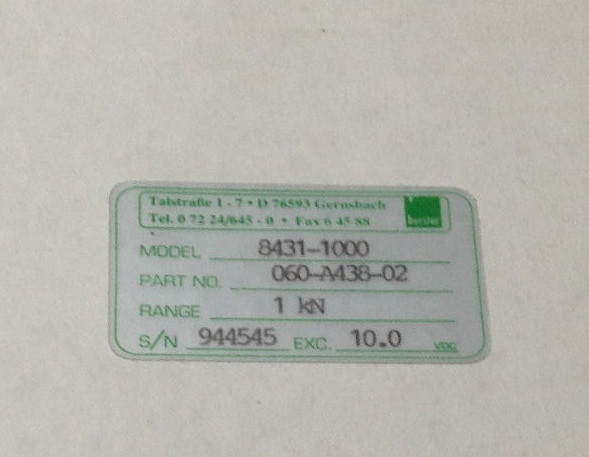 Talstraße 1 - 7 • D 76593 Gernsbach
Tel. 0 72 24/645 - 0 • Fax 6 45 88
burster
MODEL 8431-1000
PART NO. 060-A438-02
RANGE 1 kN
S/N 944545 EXC. 10.0 VDC